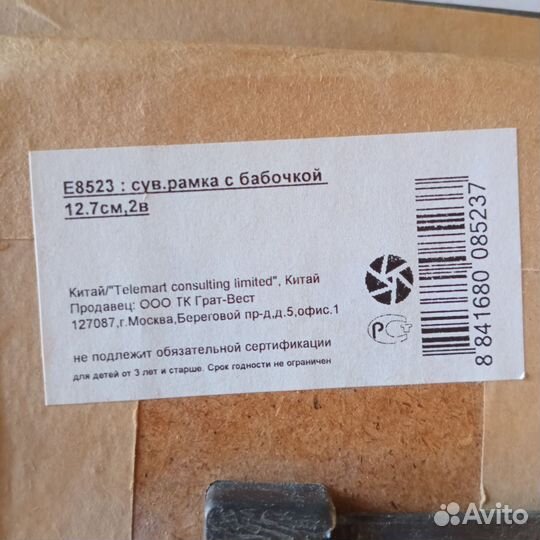 E8523 : сув.рамка с бабочкой
12.7см,2в
Китай/"Telemart consulting limited", Китай
Продавец: ООО ТК Грат-Вест
127087,г.Москва,Береговой пр-д,д.5,офис.1
не подлежит обязательной сертификации
для детей от 3 лет и старше. Срок годности не ограничен
РСТ
8 841680 085237
Avito